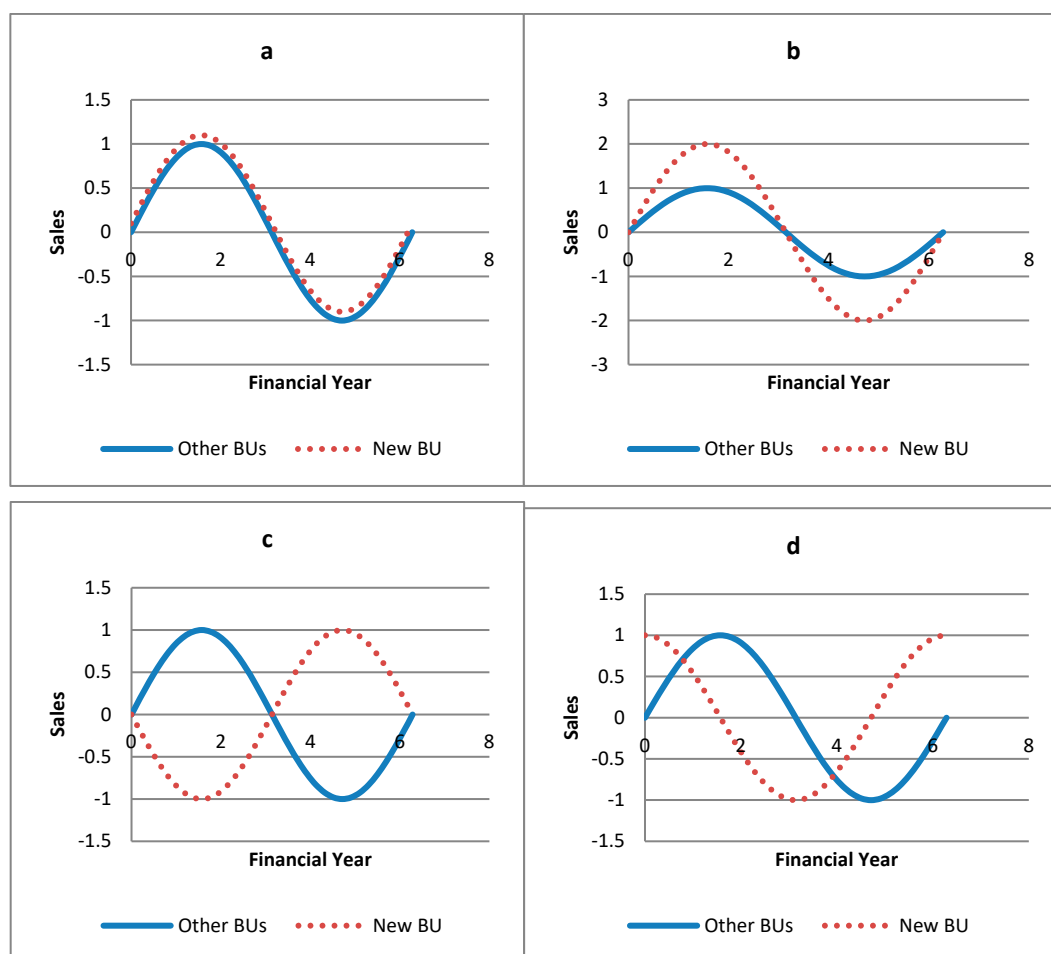 a
1.5
1
0.5
0
-0.5
-1
-1.5
0 2 4 6 8
Sales
Financial Year
Other BUs New BU
b
3
2
1
0
-1
-2
-3
0 2 4 6 8
Sales
Financial Year
Other BUs New BU
c
1.5
1
0.5
0
-0.5
-1
-1.5
0 2 4 6 8
Sales
Financial Year
Other BUs New BU
d
1.5
1
0.5
0
-0.5
-1
-1.5
0 2 4 6 8
Sales
Financial Year
Other BUs New BU